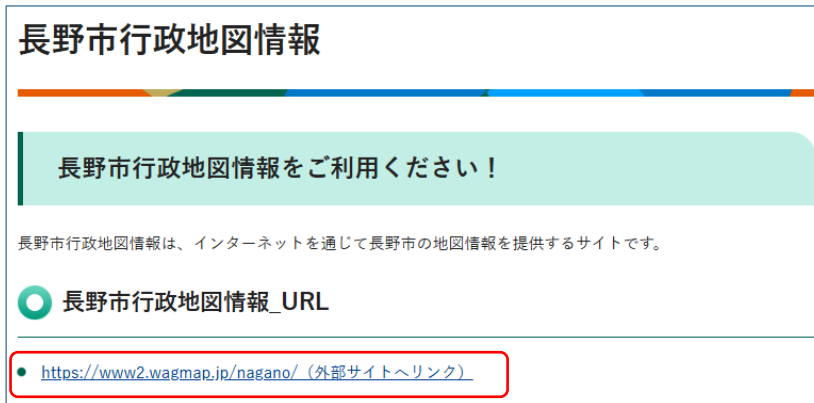 長野市行政地図情報
長野市行政地図情報をご利用ください！
長野市行政地図情報は、インターネットを通じて長野市の地図情報を提供するサイトです。
長野市行政地図情報_URL
https://www2.wagmap.jp/nagano/（外部サイトへリンク）